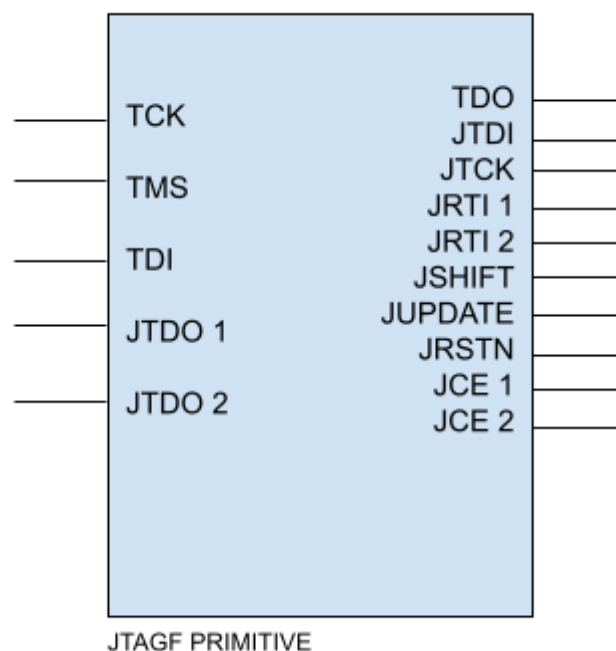 TCK
TMS
TDI
JTDO 1
JTDO 2
TDO
JTDI
JTCK
JRTI 1
JRTI 2
JSHIFT
JUPDATE
JRSTN
JCE 1
JCE 2
JTAGF PRIMITIVE